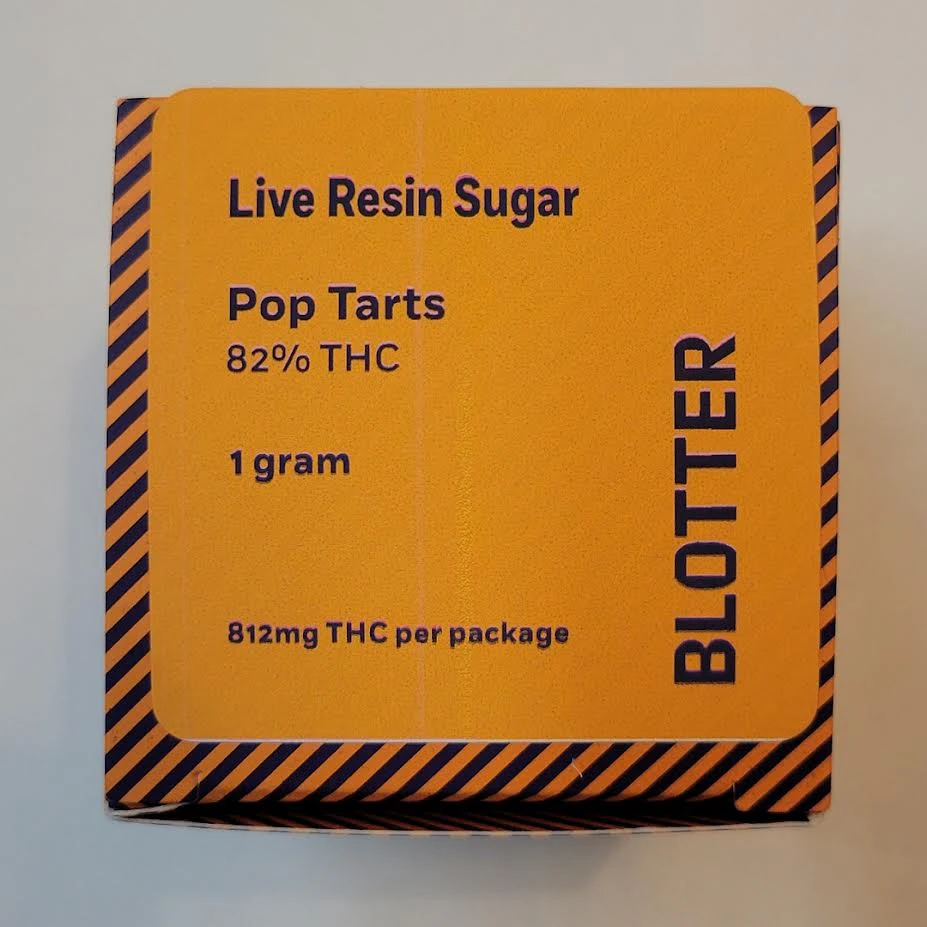 Live Resin Sugar
Pop Tarts
82% THC
1 gram
812mg THC per package
BLOTTER